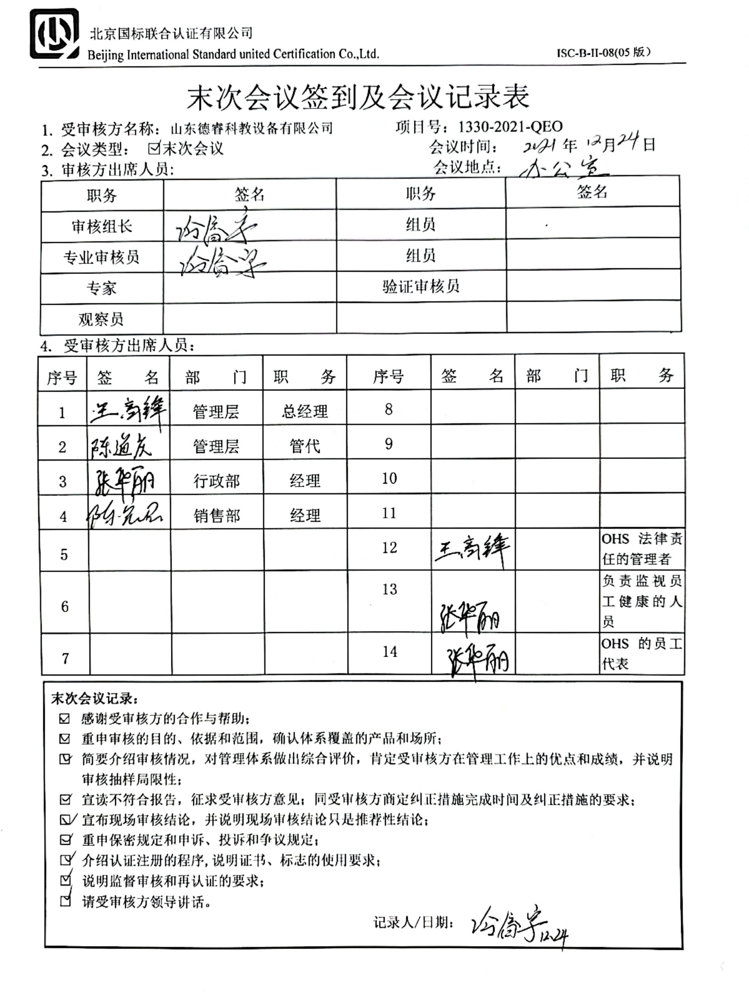 北京国标联合认证有限公司
Beijing International Standard united Certification Co.,Ltd.
ISC-B-II-08(05 版)
末次会议签到及会议记录表
1. 受审核方名称：山东德睿科教设备有限公司 项目号：1330-2021-QEO
2. 会议类型： ☑末次会议 会议时间： 2021 年 12 月 24 日
3. 审核方出席人员: 会议地点： 办公室
职务 签名 职务 签名
审核组长 组员
专业审核员 组员
专家 验证审核员
观察员
4. 受审核方出席人员：
序号 签 名 部 门 职 务 序号 签 名 部 门 职 务
1 王高锋 管理层 总经理 8
2 陈道友 管理层 管代 9
3 张华丽 行政部 经理 10
4 销售部 经理 11
5 12 王高锋 OHS 法律责
任的管理者
6 13 张华丽 负责监视员
工健康的人
员
7 14 张华丽 OHS 的员工
代表
末次会议记录：
☑ 感谢受审核方的合作与帮助；
☑ 重申审核的目的、依据和范围，确认体系覆盖的产品和场所；
☑ 简要介绍审核情况，对管理体系做出综合评价，肯定受审核方在管理工作上的优点和成绩，并说明
审核抽样局限性；
☑ 宣读不符合报告，征求受审核方意见；同受审核方商定纠正措施完成时间及纠正措施的要求；
☑ 宣布现场审核结论，并说明现场审核结论只是推荐性结论；
☑ 重申保密规定和申诉、投诉和争议规定；
☑ 介绍认证注册的程序,说明证书、标志的使用要求；
☑ 说明监督审核和再认证的要求；
☑ 请受审核方领导讲话。
记录人/日期： 12.24